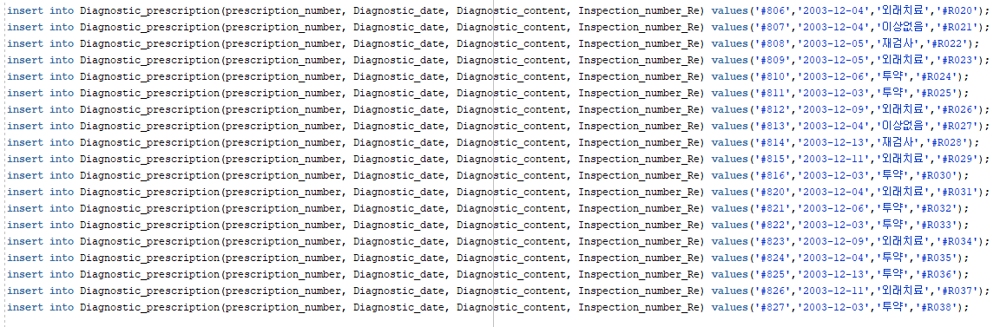 insert into Diagnostic_prescription(prescription_number, Diagnostic_date, Diagnostic_content, Inspection_number_Re) values('#806','2003-12-04','외래치료','#R020');
insert into Diagnostic_prescription(prescription_number, Diagnostic_date, Diagnostic_content, Inspection_number_Re) values('#807','2003-12-04','이상없음','#R021');
insert into Diagnostic_prescription(prescription_number, Diagnostic_date, Diagnostic_content, Inspection_number_Re) values('#808','2003-12-05','재검사','#R022');
insert into Diagnostic_prescription(prescription_number, Diagnostic_date, Diagnostic_content, Inspection_number_Re) values('#809','2003-12-05','외래치료','#R023');
insert into Diagnostic_prescription(prescription_number, Diagnostic_date, Diagnostic_content, Inspection_number_Re) values('#810','2003-12-06','투약','#R024');
insert into Diagnostic_prescription(prescription_number, Diagnostic_date, Diagnostic_content, Inspection_number_Re) values('#811','2003-12-03','투약','#R025');
insert into Diagnostic_prescription(prescription_number, Diagnostic_date, Diagnostic_content, Inspection_number_Re) values('#812','2003-12-09','외래치료','#R026');
insert into Diagnostic_prescription(prescription_number, Diagnostic_date, Diagnostic_content, Inspection_number_Re) values('#813','2003-12-04','이상없음','#R027');
insert into Diagnostic_prescription(prescription_number, Diagnostic_date, Diagnostic_content, Inspection_number_Re) values('#814','2003-12-13','재검사','#R028');
insert into Diagnostic_prescription(prescription_number, Diagnostic_date, Diagnostic_content, Inspection_number_Re) values('#815','2003-12-11','외래치료','#R029');
insert into Diagnostic_prescription(prescription_number, Diagnostic_date, Diagnostic_content, Inspection_number_Re) values('#816','2003-12-03','투약','#R030');
insert into Diagnostic_prescription(prescription_number, Diagnostic_date, Diagnostic_content, Inspection_number_Re) values('#820','2003-12-04','외래치료','#R031');
insert into Diagnostic_prescription(prescription_number, Diagnostic_date, Diagnostic_content, Inspection_number_Re) values('#821','2003-12-06','투약','#R032');
insert into Diagnostic_prescription(prescription_number, Diagnostic_date, Diagnostic_content, Inspection_number_Re) values('#822','2003-12-03','투약','#R033');
insert into Diagnostic_prescription(prescription_number, Diagnostic_date, Diagnostic_content, Inspection_number_Re) values('#823','2003-12-09','외래치료','#R034');
insert into Diagnostic_prescription(prescription_number, Diagnostic_date, Diagnostic_content, Inspection_number_Re) values('#824','2003-12-04','투약','#R035');
insert into Diagnostic_prescription(prescription_number, Diagnostic_date, Diagnostic_content, Inspection_number_Re) values('#825','2003-12-13','투약','#R036');
insert into Diagnostic_prescription(prescription_number, Diagnostic_date, Diagnostic_content, Inspection_number_Re) values('#826','2003-12-11','외래치료','#R037');
insert into Diagnostic_prescription(prescription_number, Diagnostic_date, Diagnostic_content, Inspection_number_Re) values('#827','2003-12-03','투약','#R038');